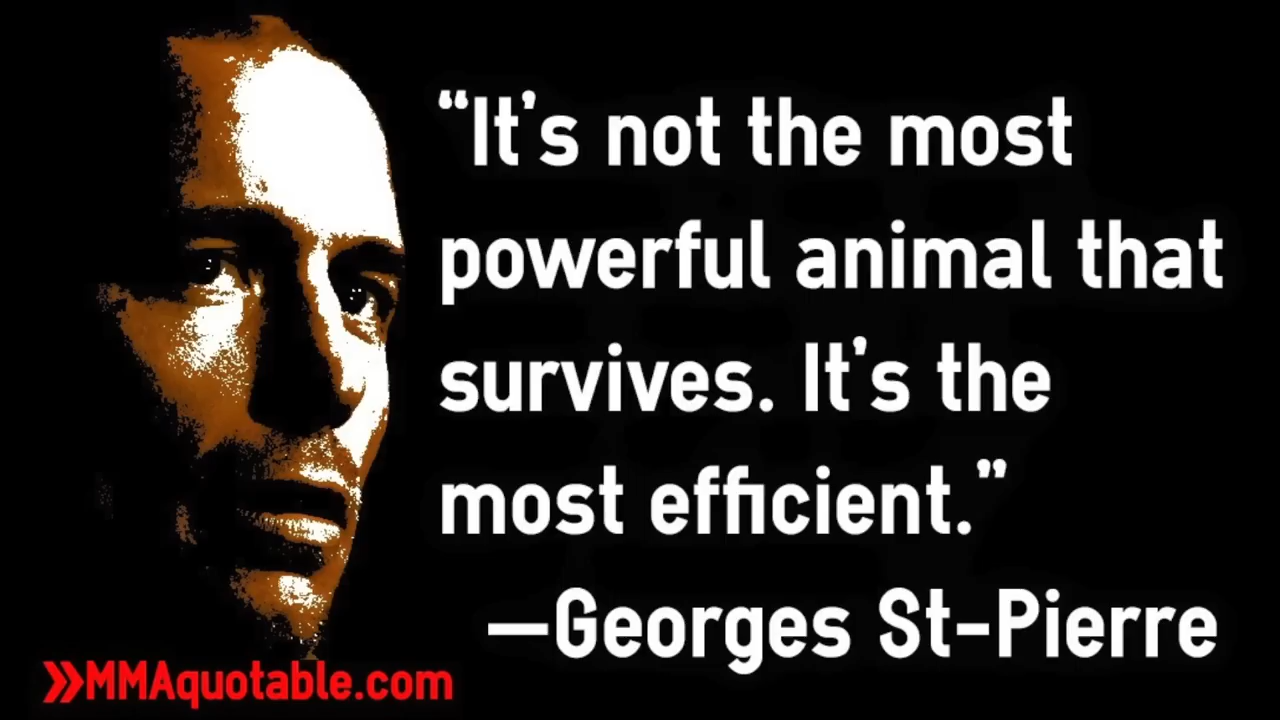 “It’s not the most
powerful animal that
survives. It’s the
most efficient.”
—Georges St-Pierre
»MMAquotable.com